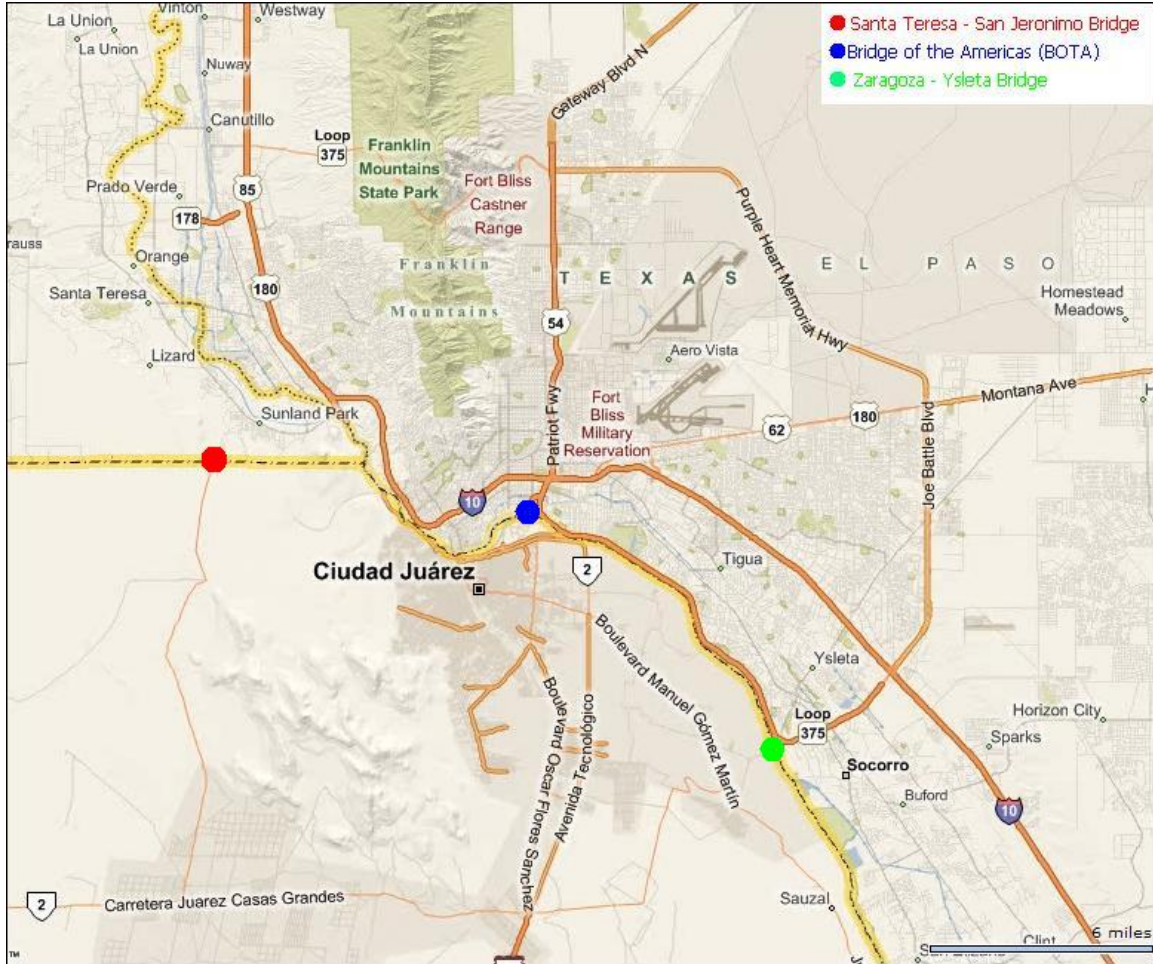 Santa Teresa - San Jeronimo Bridge
Bridge of the Americas (BOTA)
Zaragoza - Ysleta Bridge
Vinton
Westway
La Union
La Union
Nuway
Gateway Blvd N
Canutillo
Loop
375
Franklin
Mountains
State Park
Fort Bliss
Castner
Range
85
Prado Verde
178
Purple Heart Memorial Hwy
Orange
Franklin
Mountains
TEXAS
EL PASO
180
Santa Teresa
Homestead
Meadows
54
Lizard
Aero Vista
Montana Ave
Sunland Park
Fort
Bliss
Military
Reservation
Patriot Fwy
62
180
Joe Battle Blvd
10
Ciudad Juárez
2
Tigua
Boulevard Manuel Gómez Martín
Ysleta
Boulevard Oscar Flores Sanchez
Avenida Tecnológico
Loop
375
Horizon City
Sparks
Socorro
Buford
10
2
Carretera Juarez Casas Grandes
Sauzal
6 miles
Clint
TM